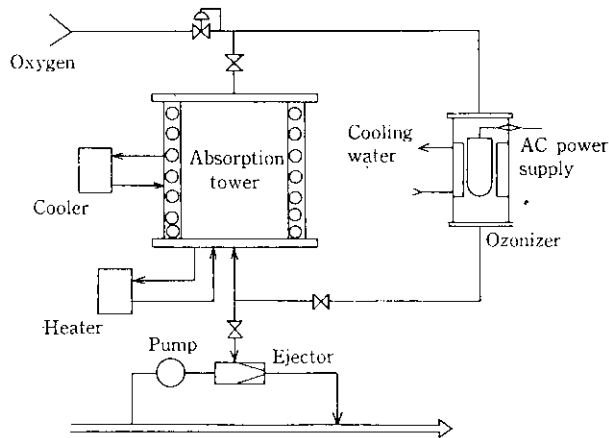 Oxygen
Absorption
tower
Cooling
water
AC power
supply
Cooler
Ozonizer
Heater
Pump
Ejector